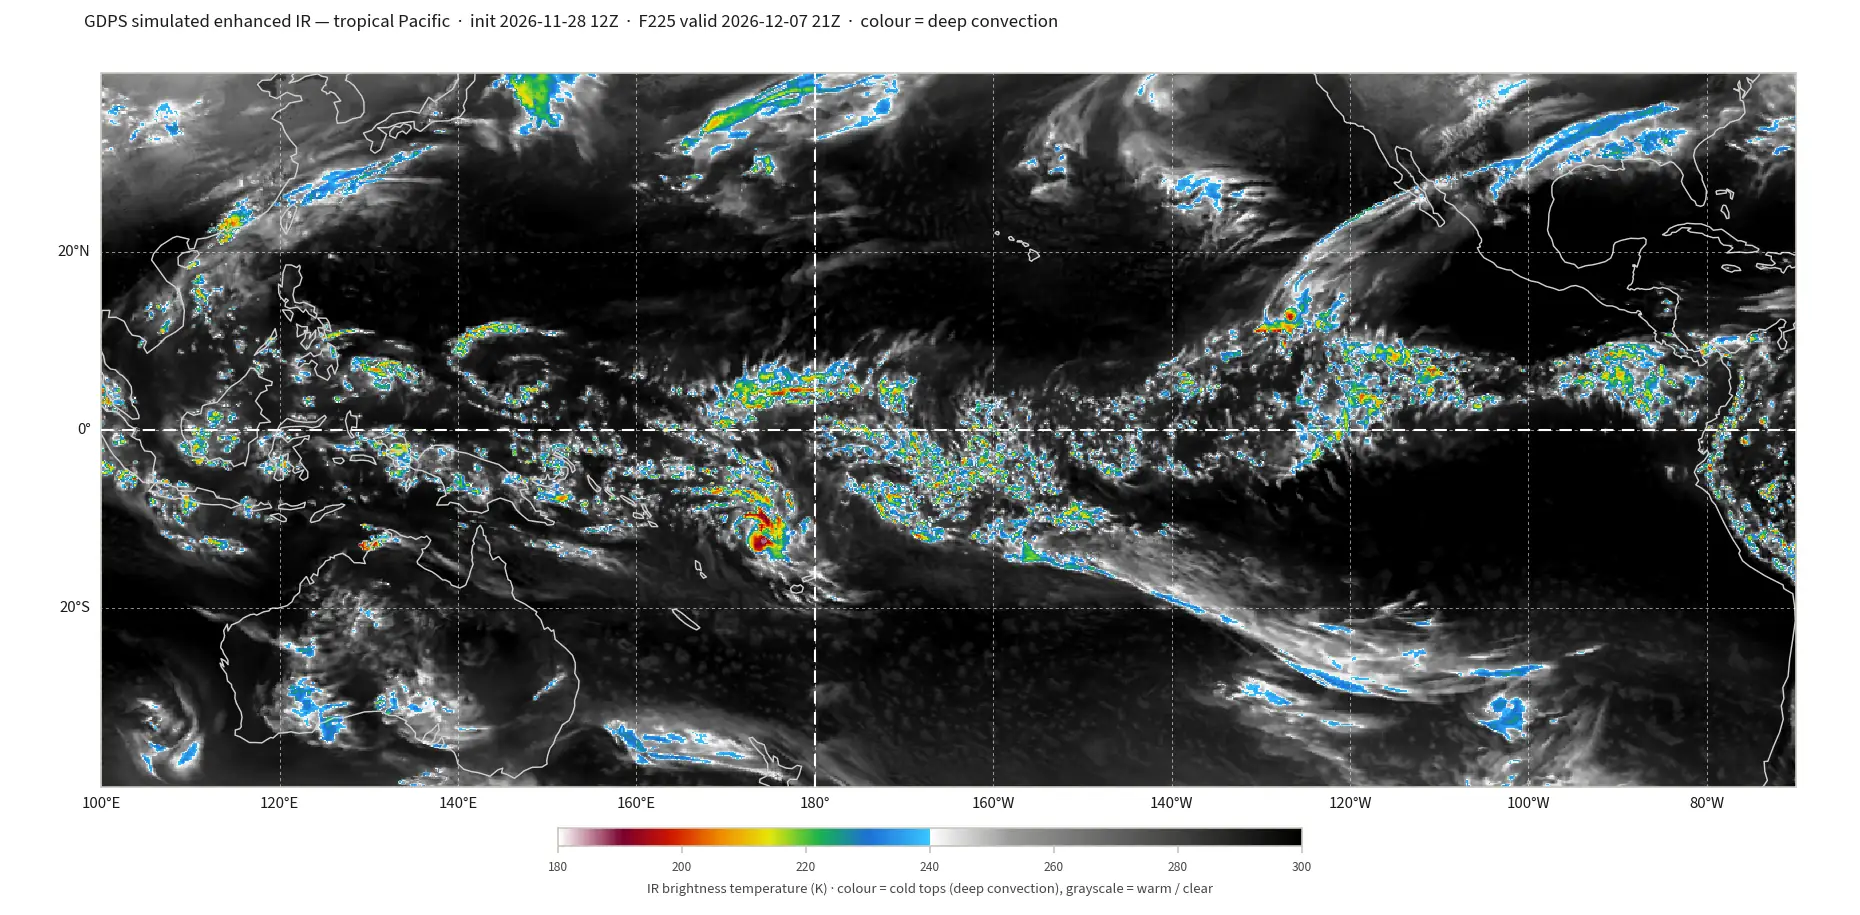 GDPS simulated enhanced IR — tropical Pacific · init 2026-11-28 12Z · F225 valid 2026-12-07 21Z · colour = deep convection
20°N
0°
20°S
100°E 120°E 140°E 160°E 180° 160°W 140°W 120°W 100°W 80°W
180 200 220 240 260 280 300
IR brightness temperature (K) · colour = cold tops (deep convection), grayscale = warm / clear